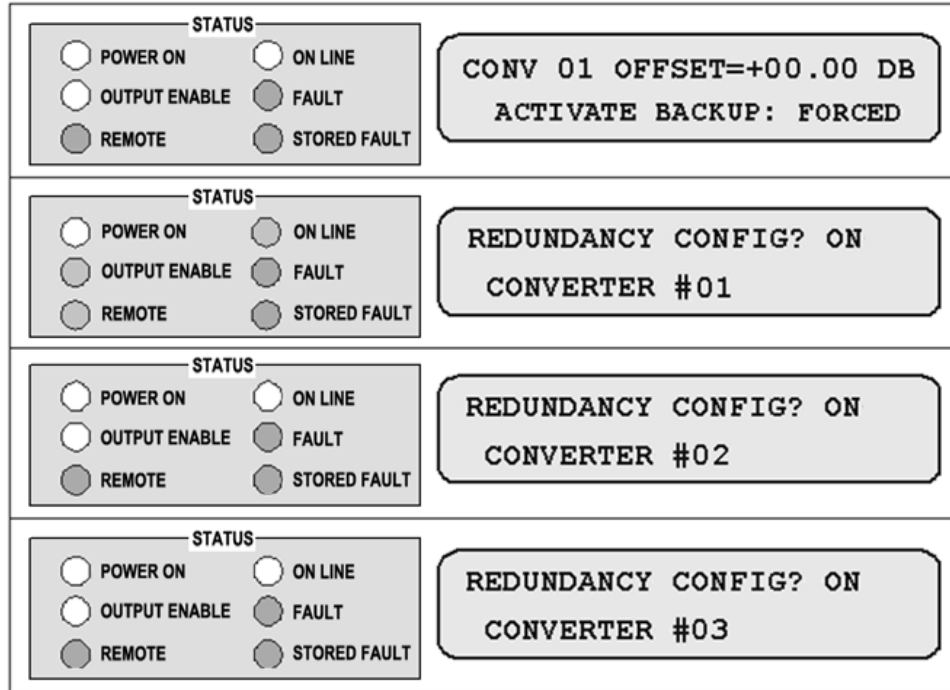 STATUS
POWER ON ON LINE
OUTPUT ENABLE FAULT
REMOTE STORED FAULT
CONV 01 OFFSET=+00.00 DB
ACTIVATE BACKUP: FORCED
STATUS
POWER ON ON LINE
OUTPUT ENABLE FAULT
REMOTE STORED FAULT
REDUNDANCY CONFIG? ON
CONVERTER #01
STATUS
POWER ON ON LINE
OUTPUT ENABLE FAULT
REMOTE STORED FAULT
REDUNDANCY CONFIG? ON
CONVERTER #02
STATUS
POWER ON ON LINE
OUTPUT ENABLE FAULT
REMOTE STORED FAULT
REDUNDANCY CONFIG? ON
CONVERTER #03